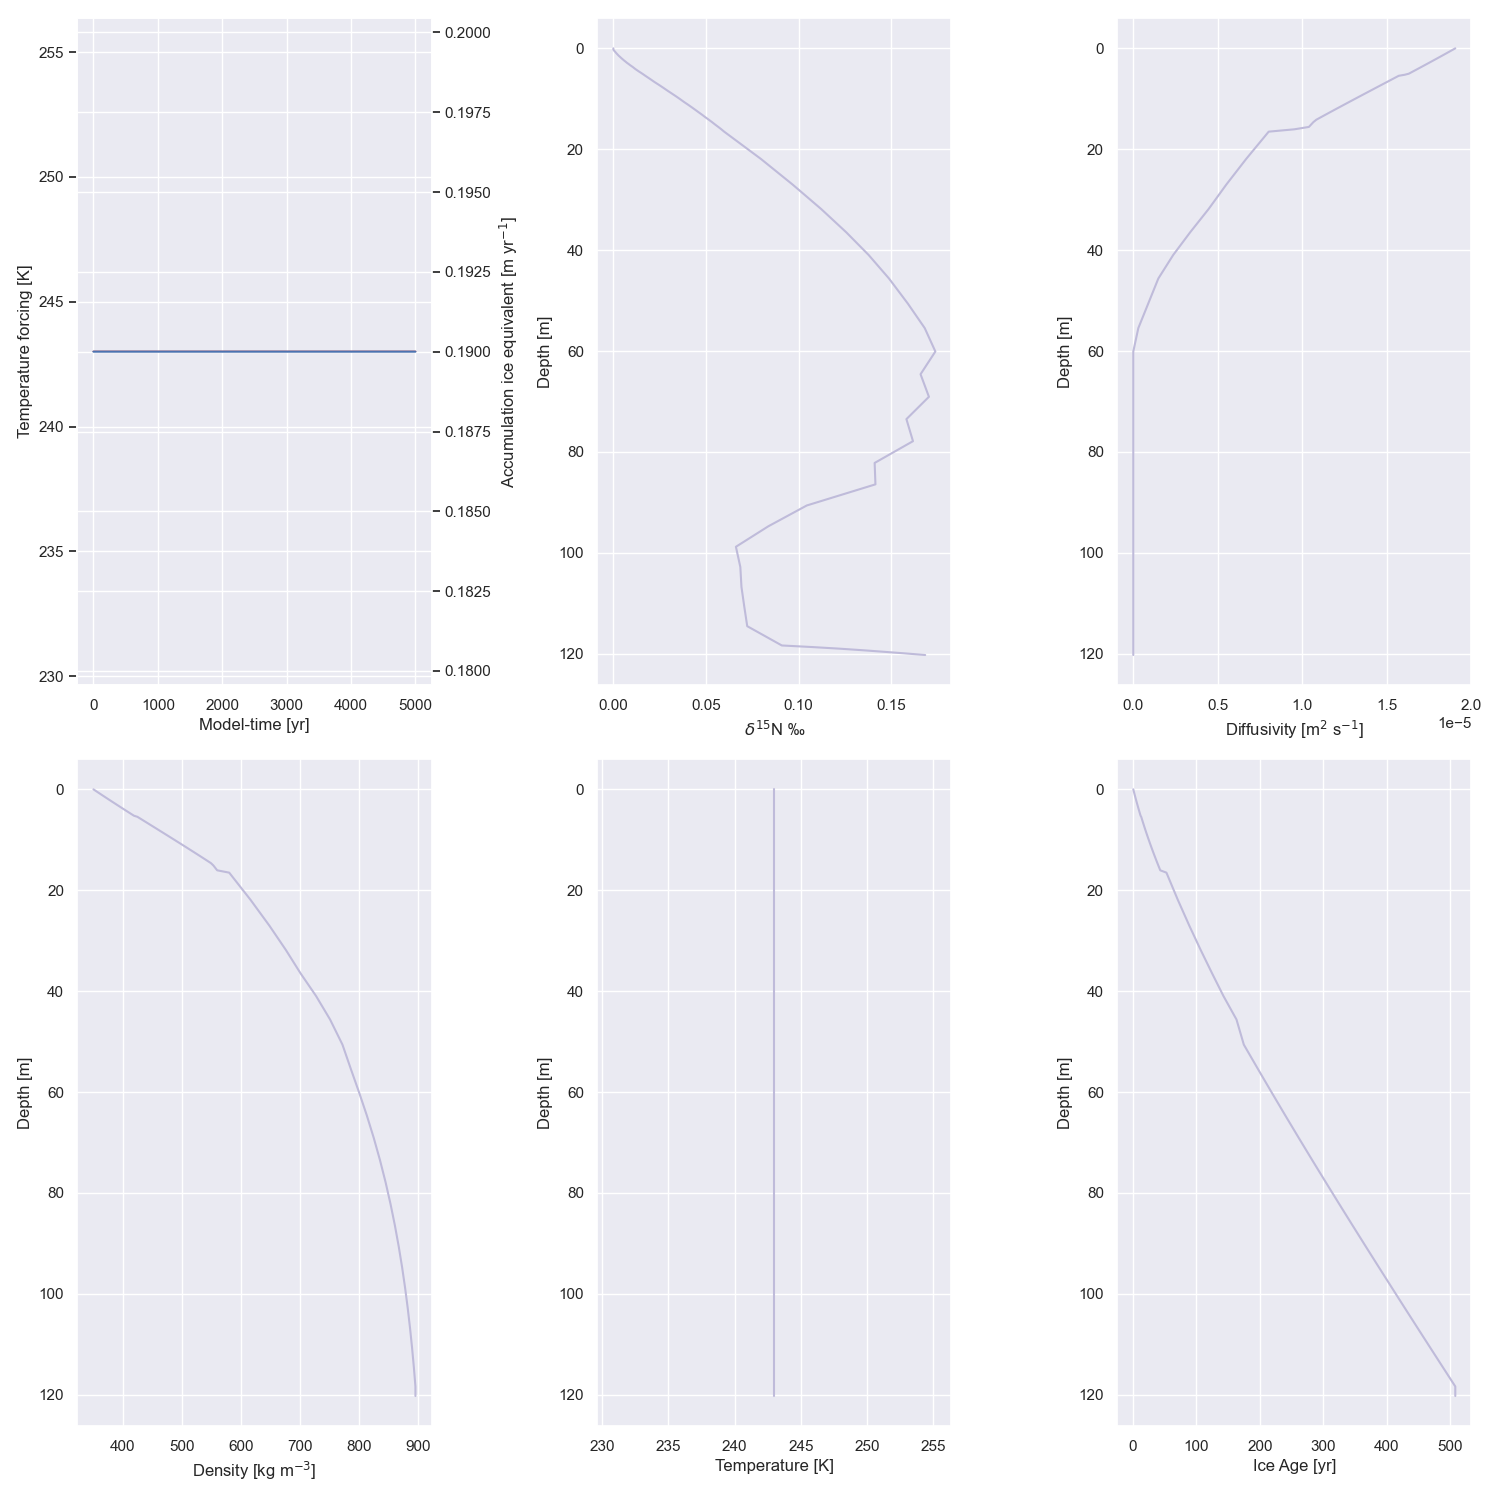 255
250
245
240
235
230
Temperature forcing [K]
0.2000
0.1975
0.1950
0.1925
0.1900
0.1875
0.1850
0.1825
0.1800
Accumulation ice equivalent [m yr⁻¹]
0 1000 2000 3000 4000 5000
Model-time [yr]
0
20
40
60
80
100
120
Depth [m]
0.00 0.05 0.10 0.15
δ¹⁵N ‰
0
20
40
60
80
100
120
Depth [m]
0.0 0.5 1.0 1.5 2.0
1e−5
Diffusivity [m² s⁻¹]
0
20
40
60
80
100
120
Depth [m]
400 500 600 700 800 900
Density [kg m⁻³]
0
20
40
60
80
100
120
Depth [m]
230 235 240 245 250 255
Temperature [K]
0
20
40
60
80
100
120
Depth [m]
0 100 200 300 400 500
Ice Age [yr]